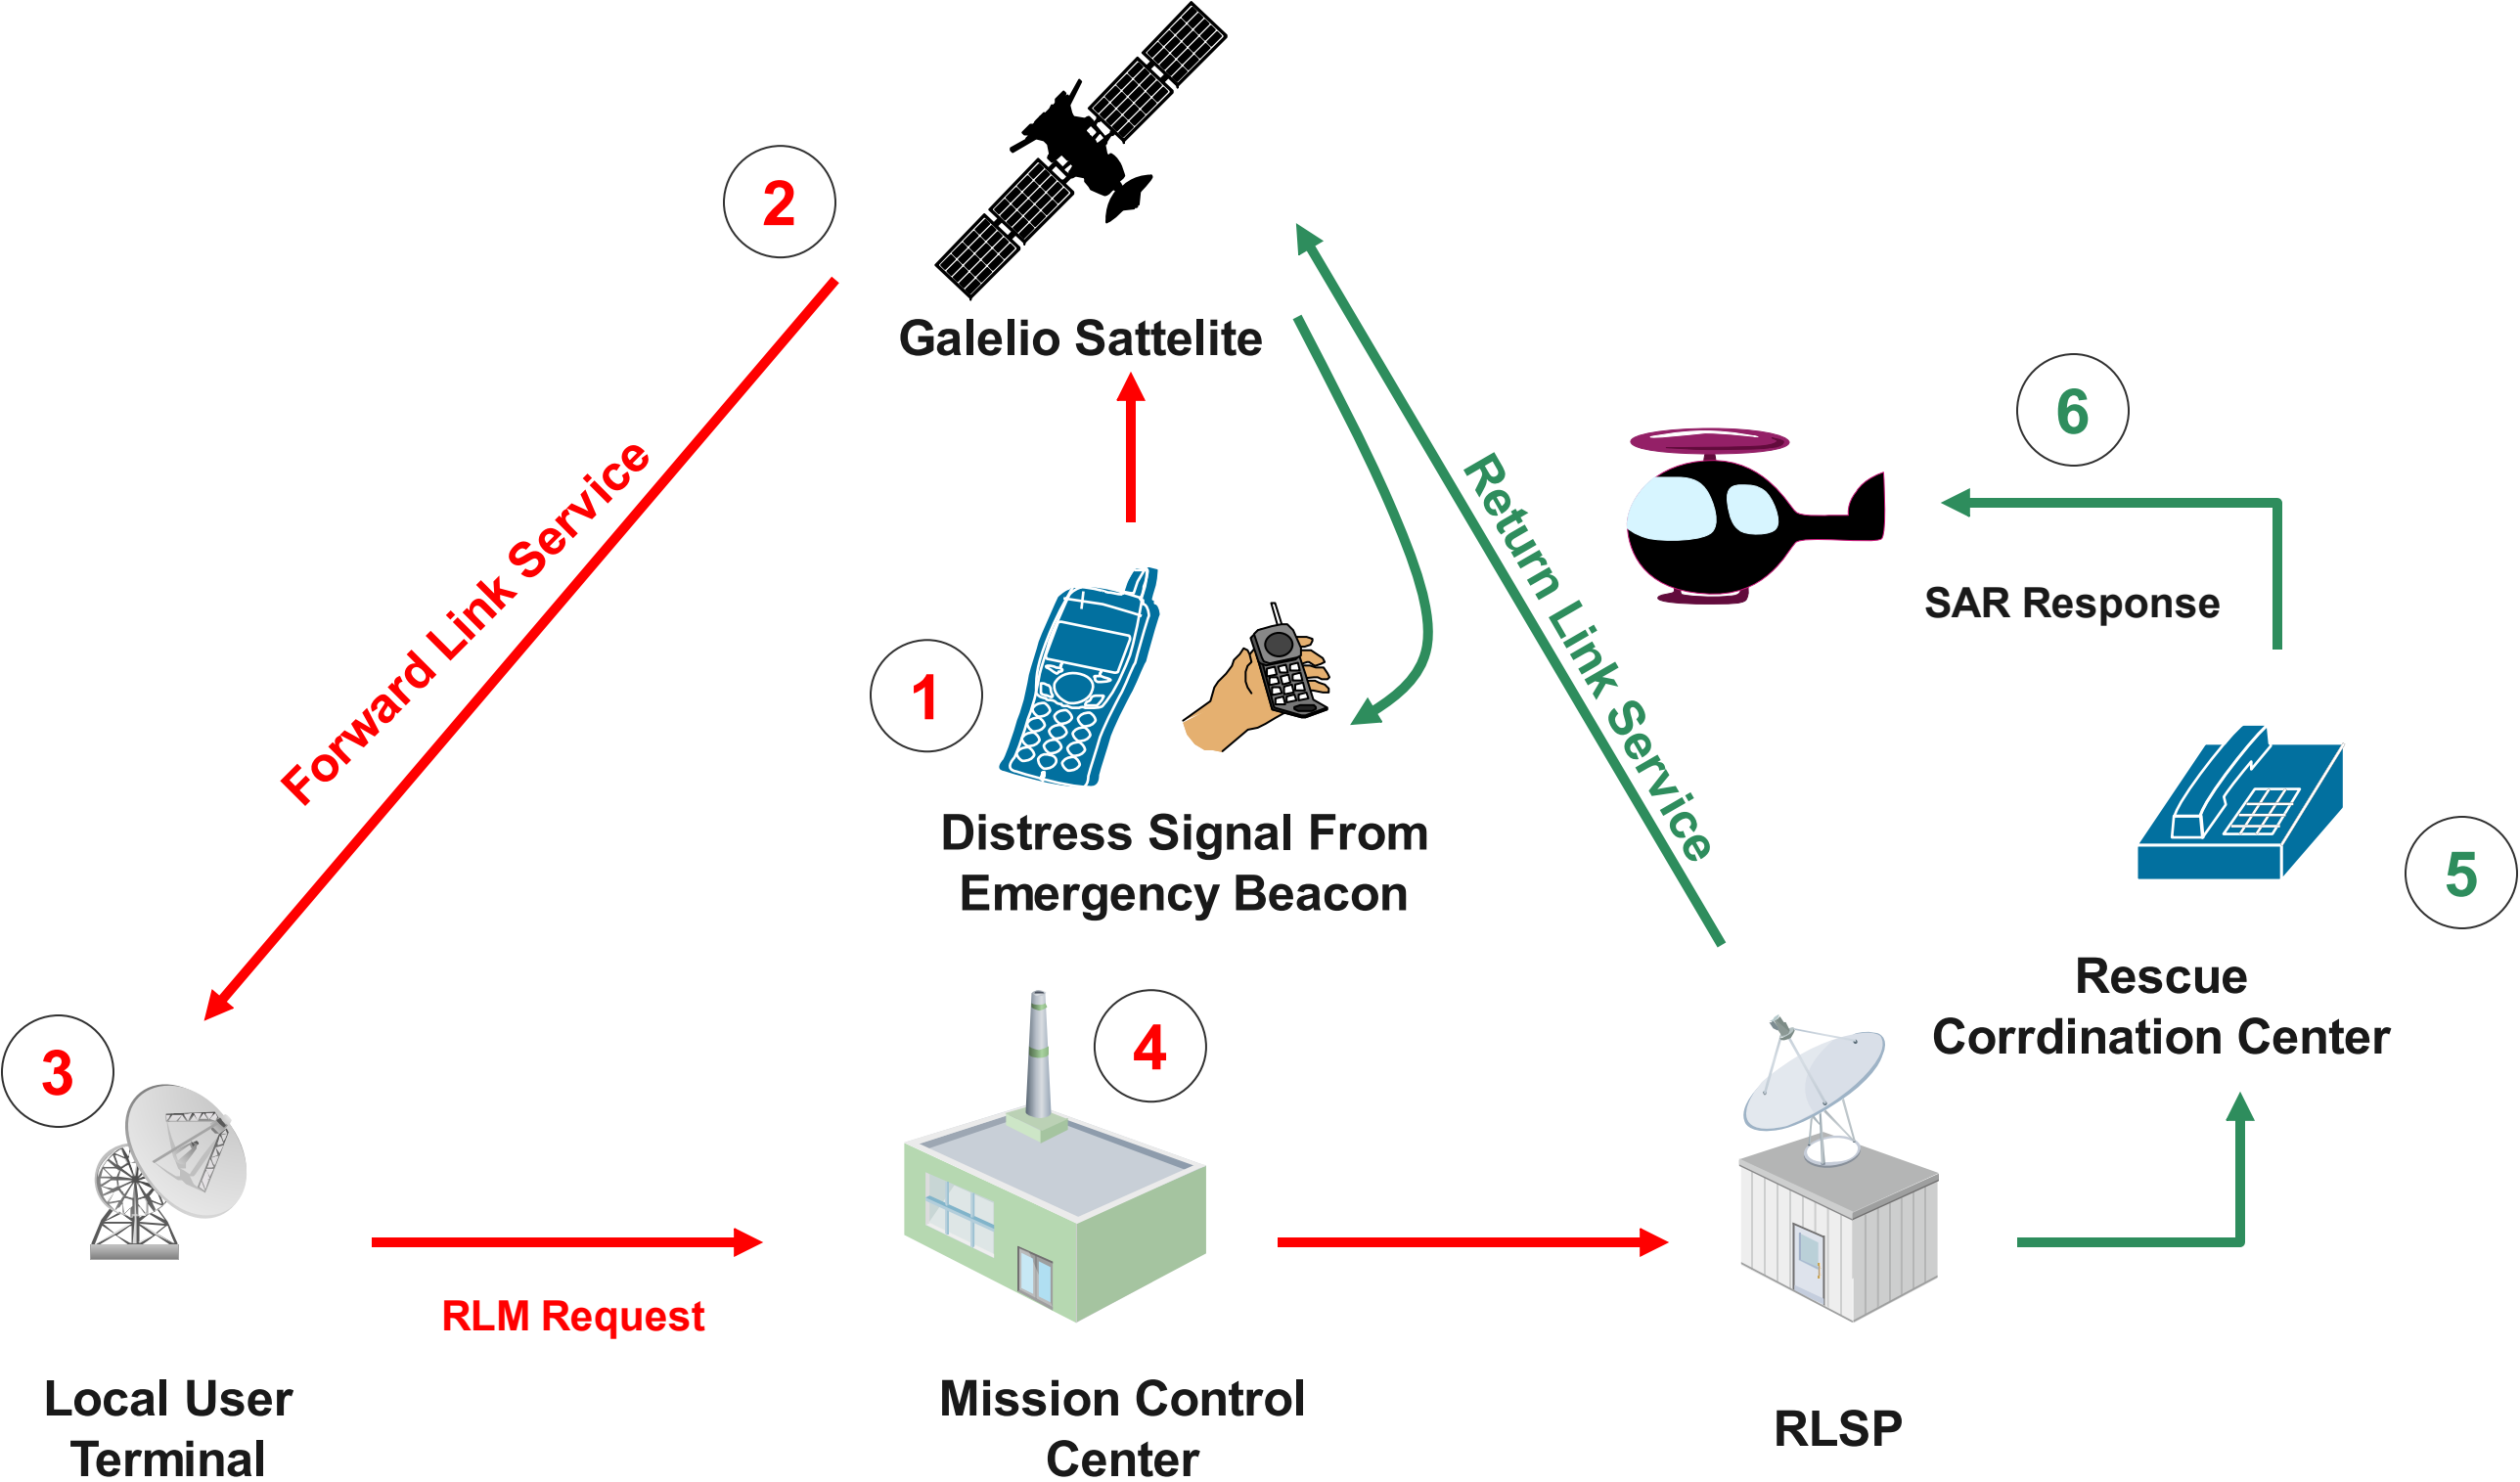 2
Galelio Sattelite
Forward Link Service
6
SAR Response
Return Link Service
1
Distress Signal From
Emergency Beacon
5
Rescue
Corrdination Center
3
4
RLM Request
Local User
Terminal
Mission Control
Center
RLSP